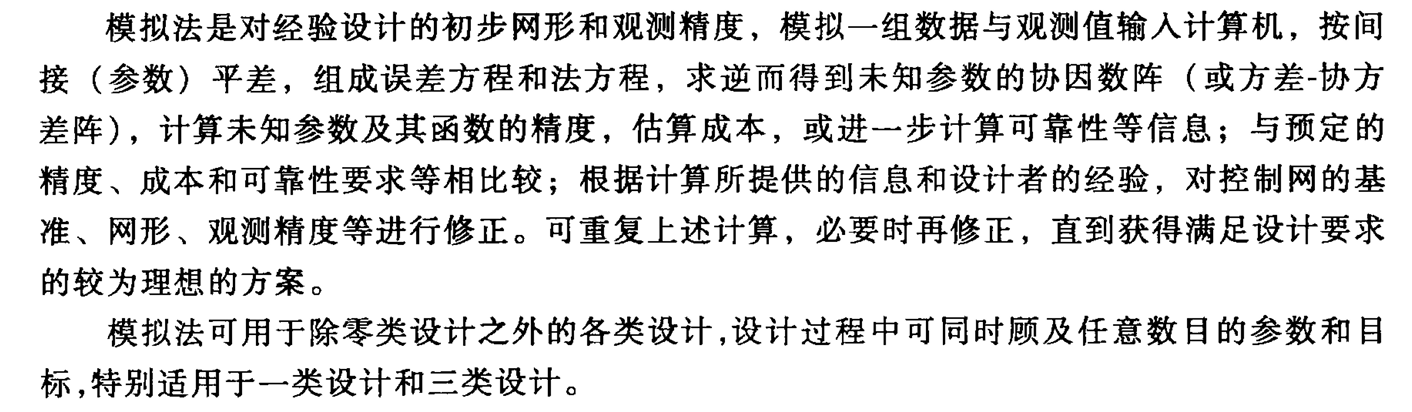 模拟法是对经验设计的初步网形和观测精度，模拟一组数据与观测值输入计算机，按间
接（参数）平差，组成误差方程和法方程，求逆而得到未知参数的协因数阵（或方差-协方
差阵），计算未知参数及其函数的精度，估算成本，或进一步计算可靠性等信息；与预定的
精度、成本和可靠性要求等相比较；根据计算所提供的信息和设计者的经验，对控制网的基
准、网形、观测精度等进行修正。可重复上述计算，必要时再修正，直到获得满足设计要求
的较为理想的方案。
模拟法可用于除零类设计之外的各类设计,设计过程中可同时顾及任意数目的参数和目
标,特别适用于一类设计和三类设计。